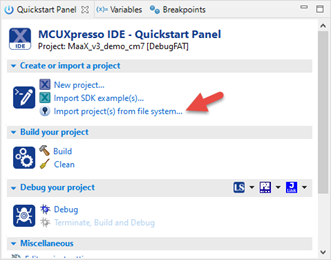 Quickstart Panel (x)= Variables Breakpoints
MCUXpresso IDE - Quickstart Panel
IDE
Project: MaaX_v3_demo_cm7 [DebugFAT]
Create or import a project
New project...
Import SDK example(s)...
Import project(s) from file system...
Build your project
Build
Clean
Debug your project
LS
Debug
Terminate, Build and Debug
Miscellaneous